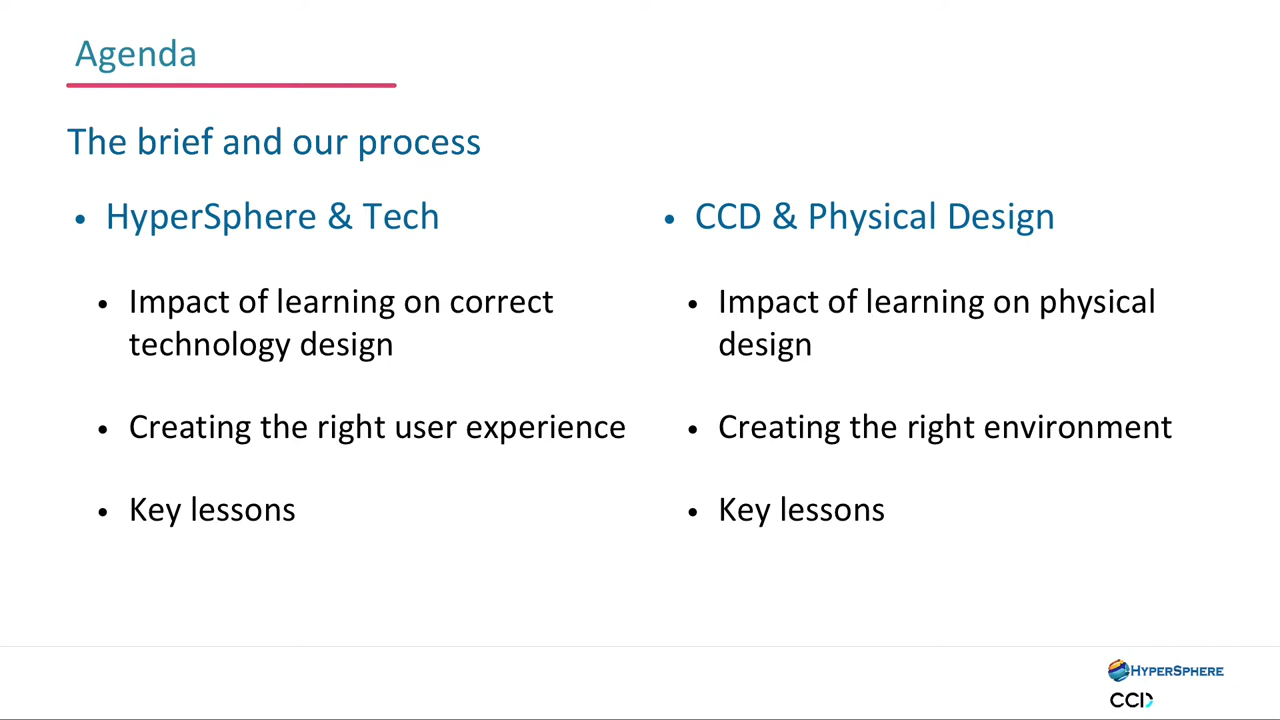 Agenda
The brief and our process
• HyperSphere & Tech
• Impact of learning on correct
technology design
• Creating the right user experience
• Key lessons
• CCD & Physical Design
• Impact of learning on physical
design
• Creating the right environment
• Key lessons
HYPERSPHERE
CCD